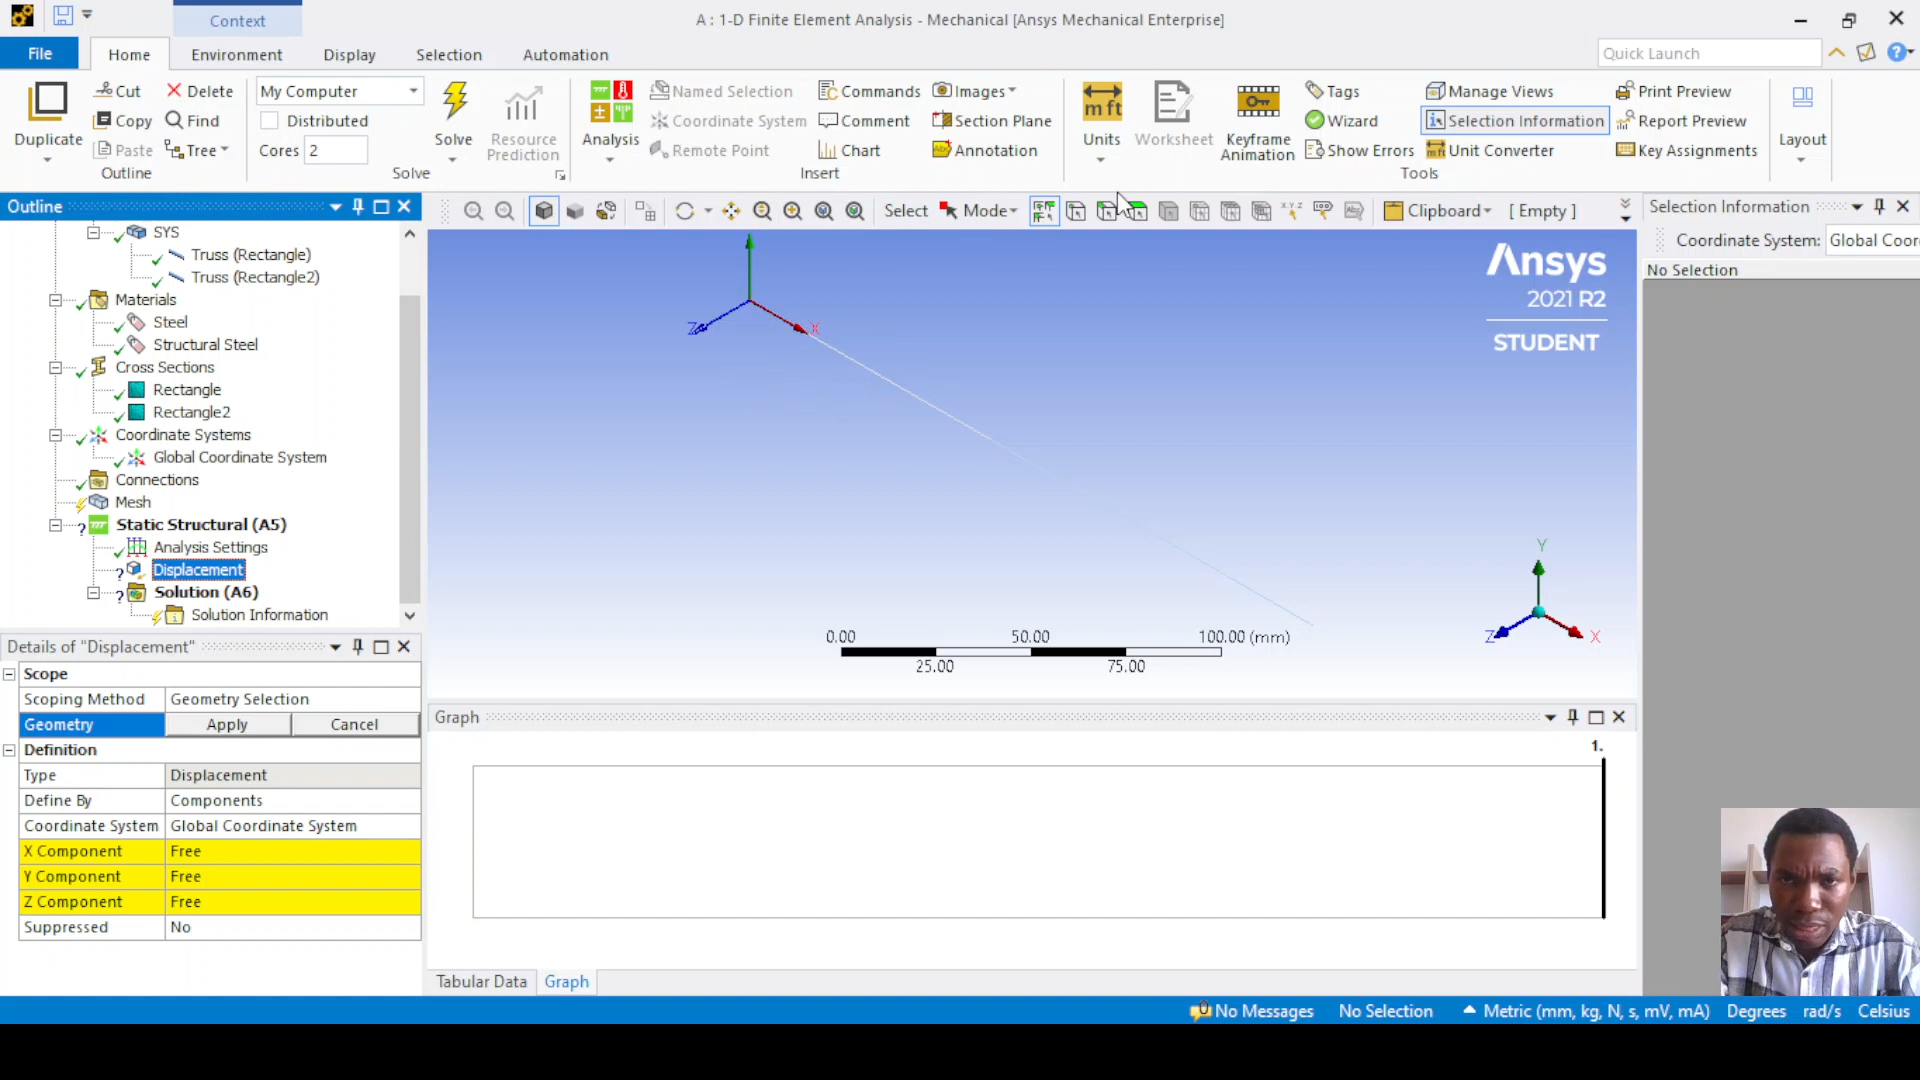 Context
A : 1-D Finite Element Analysis - Mechanical [Ansys Mechanical Enterprise]
File
Home
Environment
Display
Selection
Automation
Quick Launch
Duplicate
Cut
Delete
Copy
Find
Paste
Tree
Outline
My Computer
Distributed
Cores 2
Solve
Resource Prediction
Solve
Analysis
Named Selection
Coordinate System
Remote Point
Commands
Comment
Chart
Images
Section Plane
Annotation
Insert
Units
Worksheet
Keyframe Animation
Tags
Wizard
Show Errors
Manage Views
Selection Information
Unit Converter
Tools
Print Preview
Report Preview
Key Assignments
Layout
Outline
Select
Mode
Clipboard
[ Empty ]
Selection Information
Coordinate System: Global Coor
No Selection
SYS
Truss (Rectangle)
Truss (Rectangle2)
Materials
Steel
Structural Steel
Cross Sections
Rectangle
Rectangle2
Coordinate Systems
Global Coordinate System
Connections
Mesh
Static Structural (A5)
Analysis Settings
Displacement
Solution (A6)
Solution Information
Z
X
Ansys
2021 R2
STUDENT
Y
Z
X
0.00 50.00 100.00 (mm)
25.00 75.00
Details of "Displacement"
Scope
Scoping Method Geometry Selection
Geometry Apply Cancel
Definition
Type Displacement
Define By Components
Coordinate System Global Coordinate System
X Component Free
Y Component Free
Z Component Free
Suppressed No
Graph
1.
Tabular Data
Graph
No Messages
No Selection
Metric (mm, kg, N, s, mV, mA)
Degrees
rad/s
Celsius